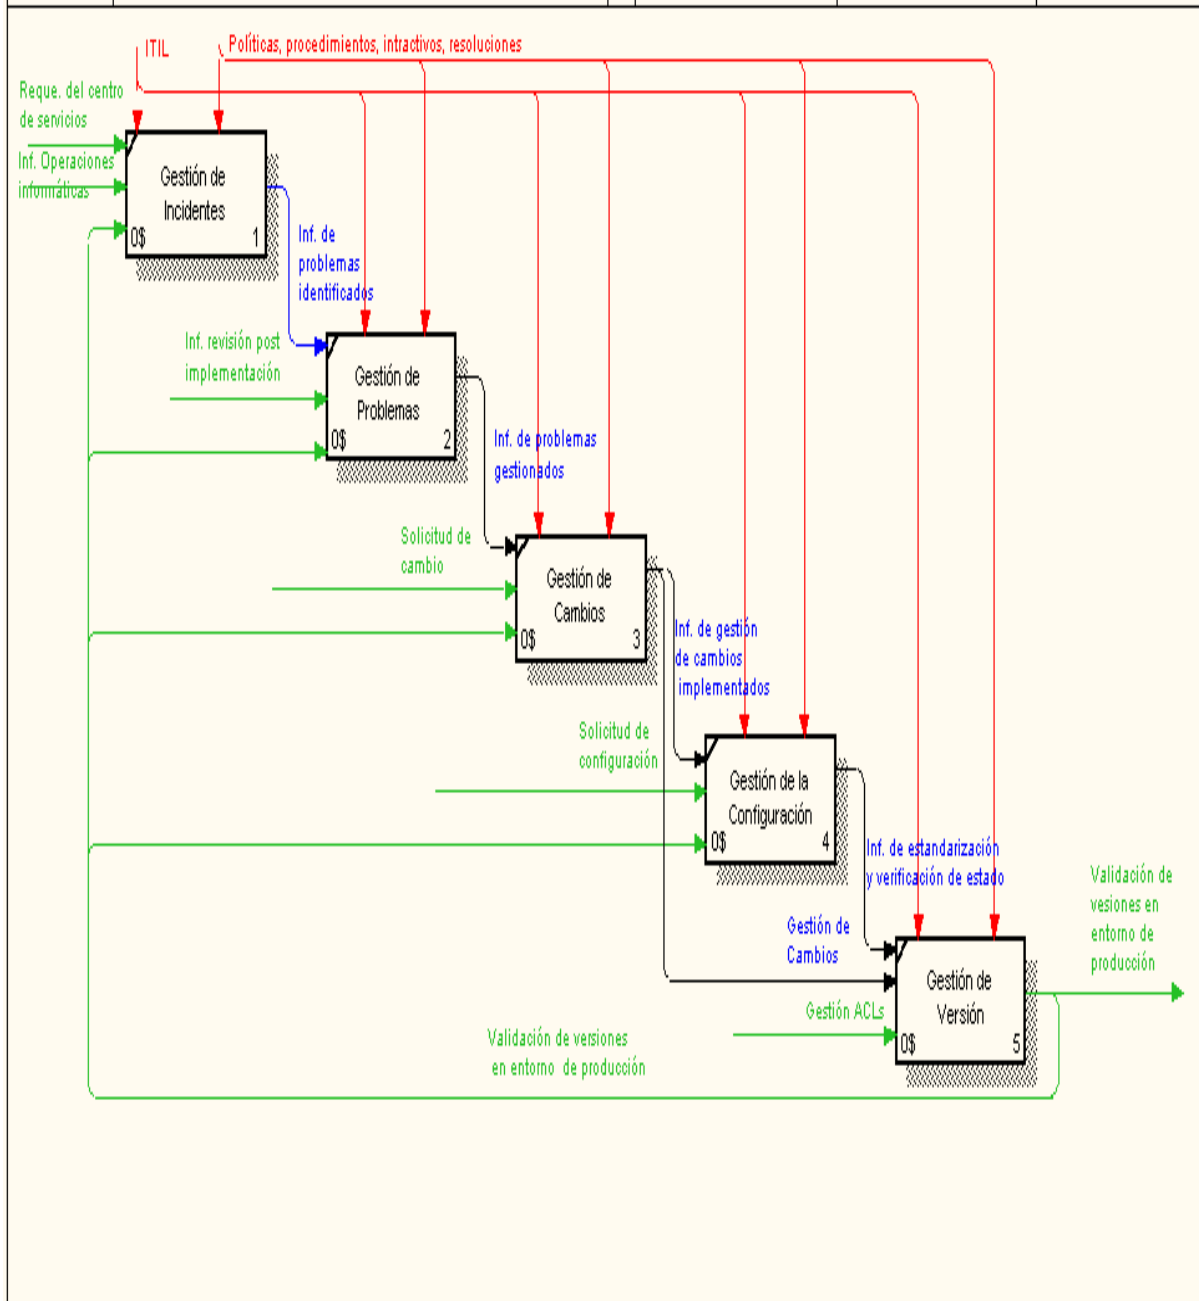 ITIL
Políticas, procedimientos, intractivos, resoluciones
Reque. del centro
de servicios
Inf. Operaciones
informáticas
Gestión de
Incidentes
0$ 1
Inf. de
problemas
identificados
Inf. revisión post
implementación
Gestión de
Problemas
0$ 2
Inf. de problemas
gestionados
Solicitud de
cambio
Gestión de
Cambios
0$ 3
Inf. de gestión
de cambios
implementados
Solicitud de
configuración
Gestión de la
Configuración
0$ 4
Inf. de estandarización
y verificación de estado
Validación de
vesiones en
entorno de
producción
Gestión de
Cambios
Gestión de
Versión
0$ 5
Gestión ACLs
Validación de versiones
en entorno de producción